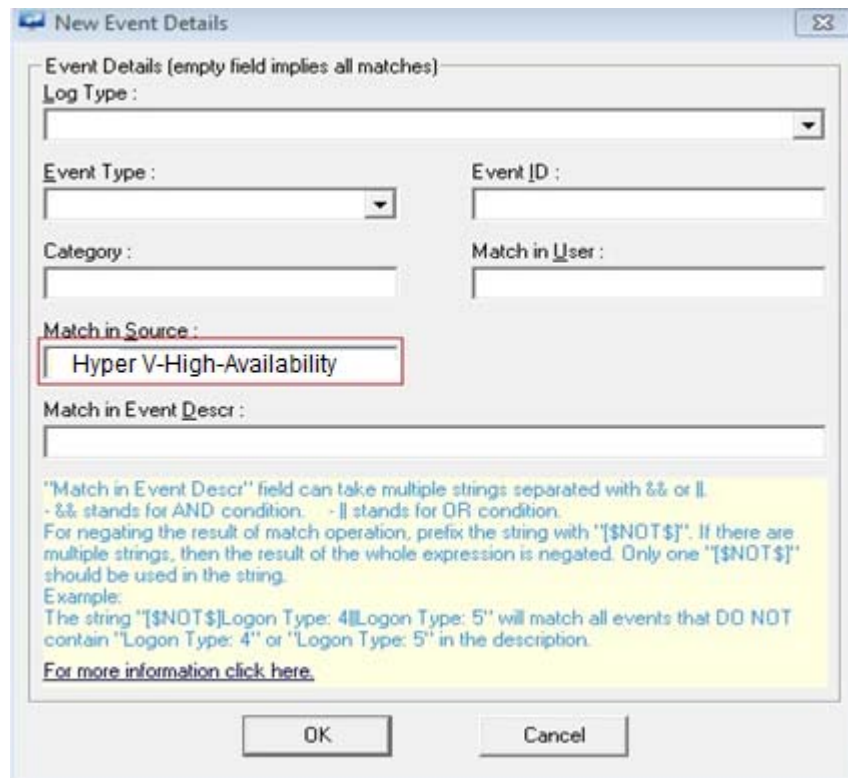 New Event Details
Event Details (empty field implies all matches)
Log Type :
Event Type :
Event ID :
Category :
Match in User :
Match in Source :
Hyper V-High-Availability
Match in Event Descr :
"Match in Event Descr" field can take multiple strings separated with && or ||.
- && stands for AND condition.   - || stands for OR condition.
For negating the result of match operation, prefix the string with "[$NOT$]". If there are
multiple strings, then the result of the whole expression is negated. Only one "[$NOT$]"
should be used in the string.
Example:
The string "[$NOT$]Logon Type: 4||Logon Type: 5" will match all events that DO NOT
contain "Logon Type: 4" or "Logon Type: 5" in the description.
For more information click here.
OK
Cancel